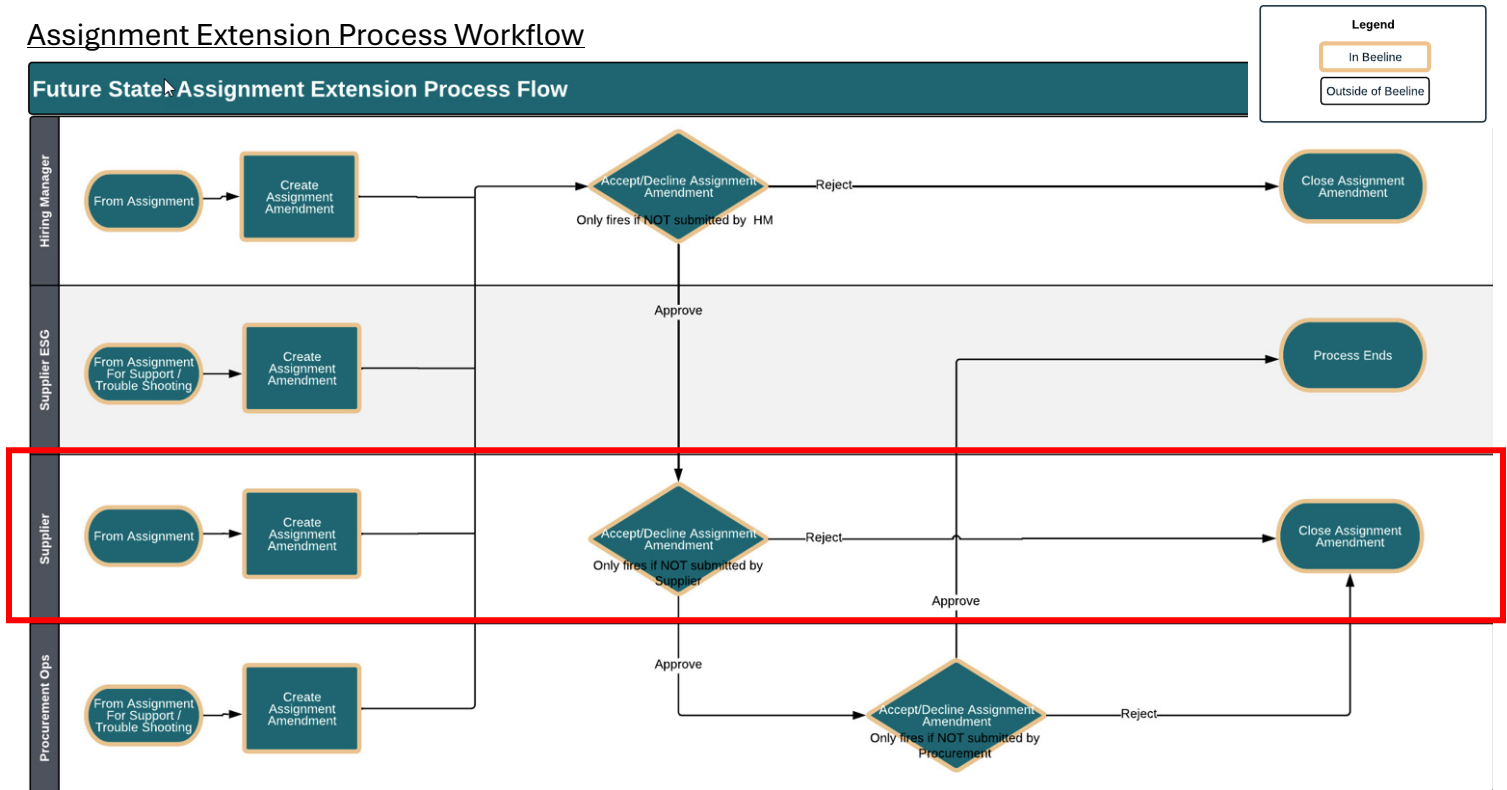 Assignment Extension Process Workflow
Legend
In Beeline
Outside of Beeline
Future State Assignment Extension Process Flow
Hiring Manager
From Assignment
Create
Assignment
Amendment
Accept/Decline Assignment
Amendment
Only fires if NOT submitted by HM
Reject
Close Assignment
Amendment
Approve
Supplier ESG
From Assignment
For Support /
Trouble Shooting
Create
Assignment
Amendment
Process Ends
Supplier
From Assignment
Create
Assignment
Amendment
Accept/Decline Assignment
Amendment
Only fires if NOT submitted by
Supplier
Reject
Close Assignment
Amendment
Approve
Procurement Ops
From Assignment
For Support /
Trouble Shooting
Create
Assignment
Amendment
Approve
Accept/Decline Assignment
Amendment
Only fires if NOT submitted by
Procurement
Reject